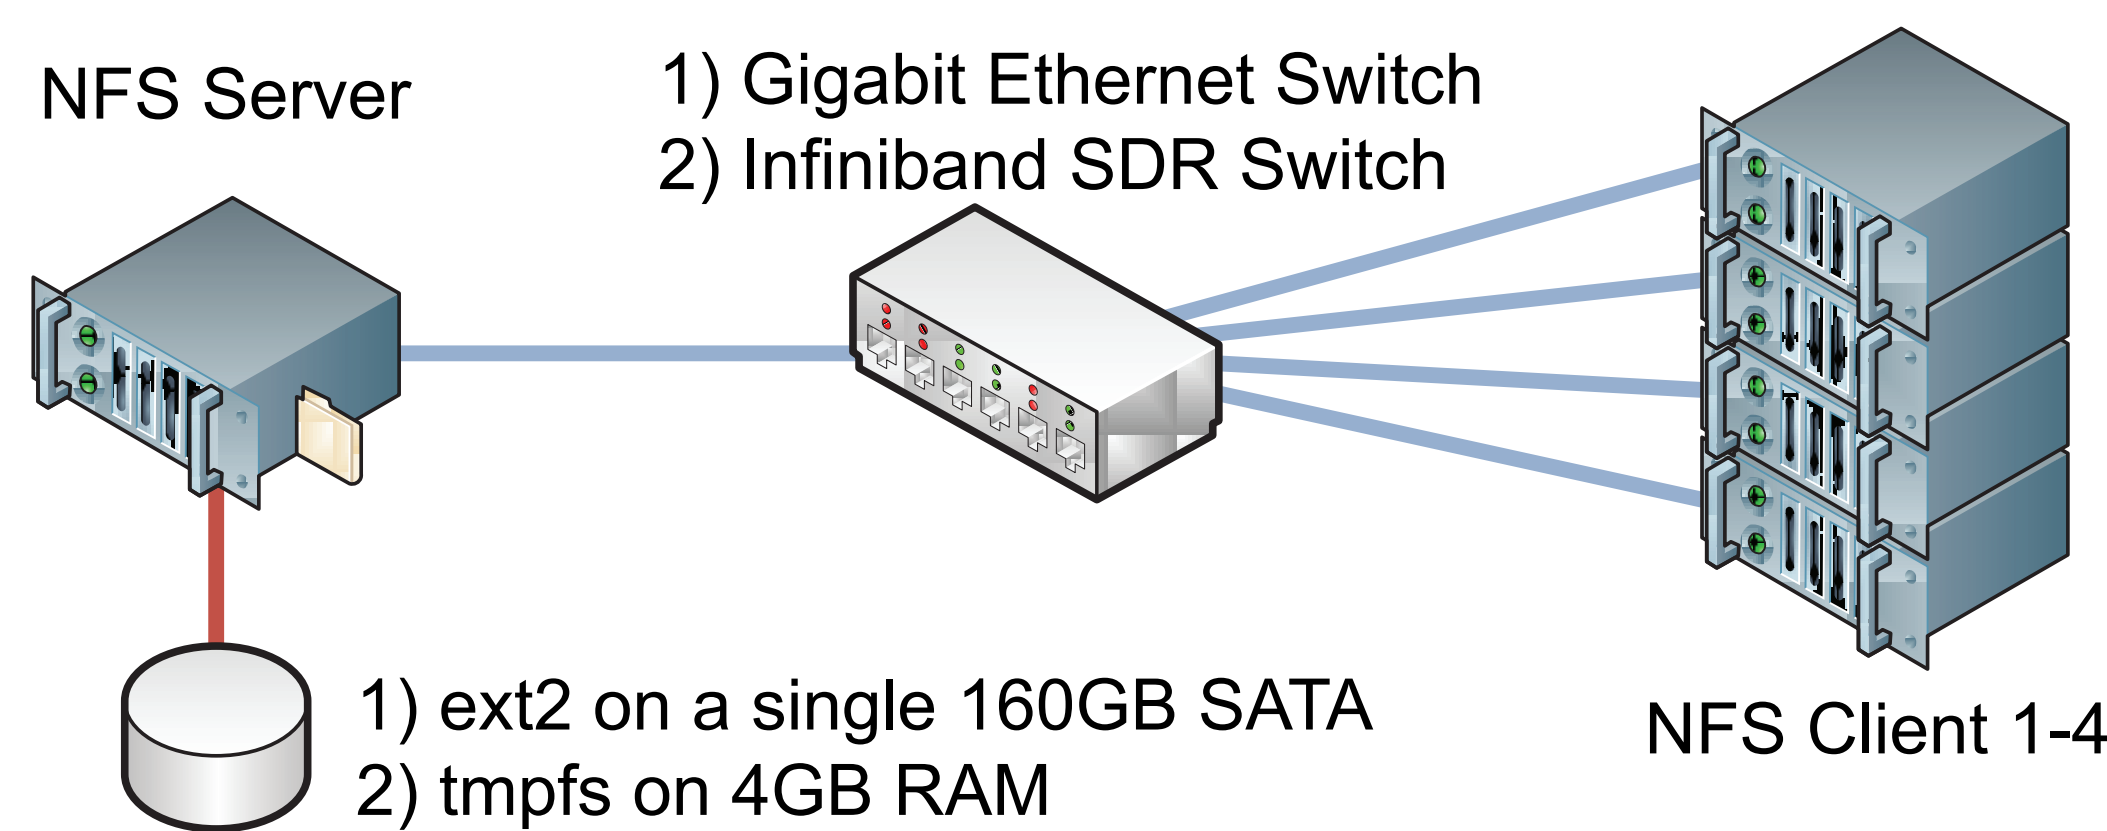 NFS Server
1) Gigabit Ethernet Switch
2) Infiniband SDR Switch
1) ext2 on a single 160GB SATA
2) tmpfs on 4GB RAM
NFS Client 1-4